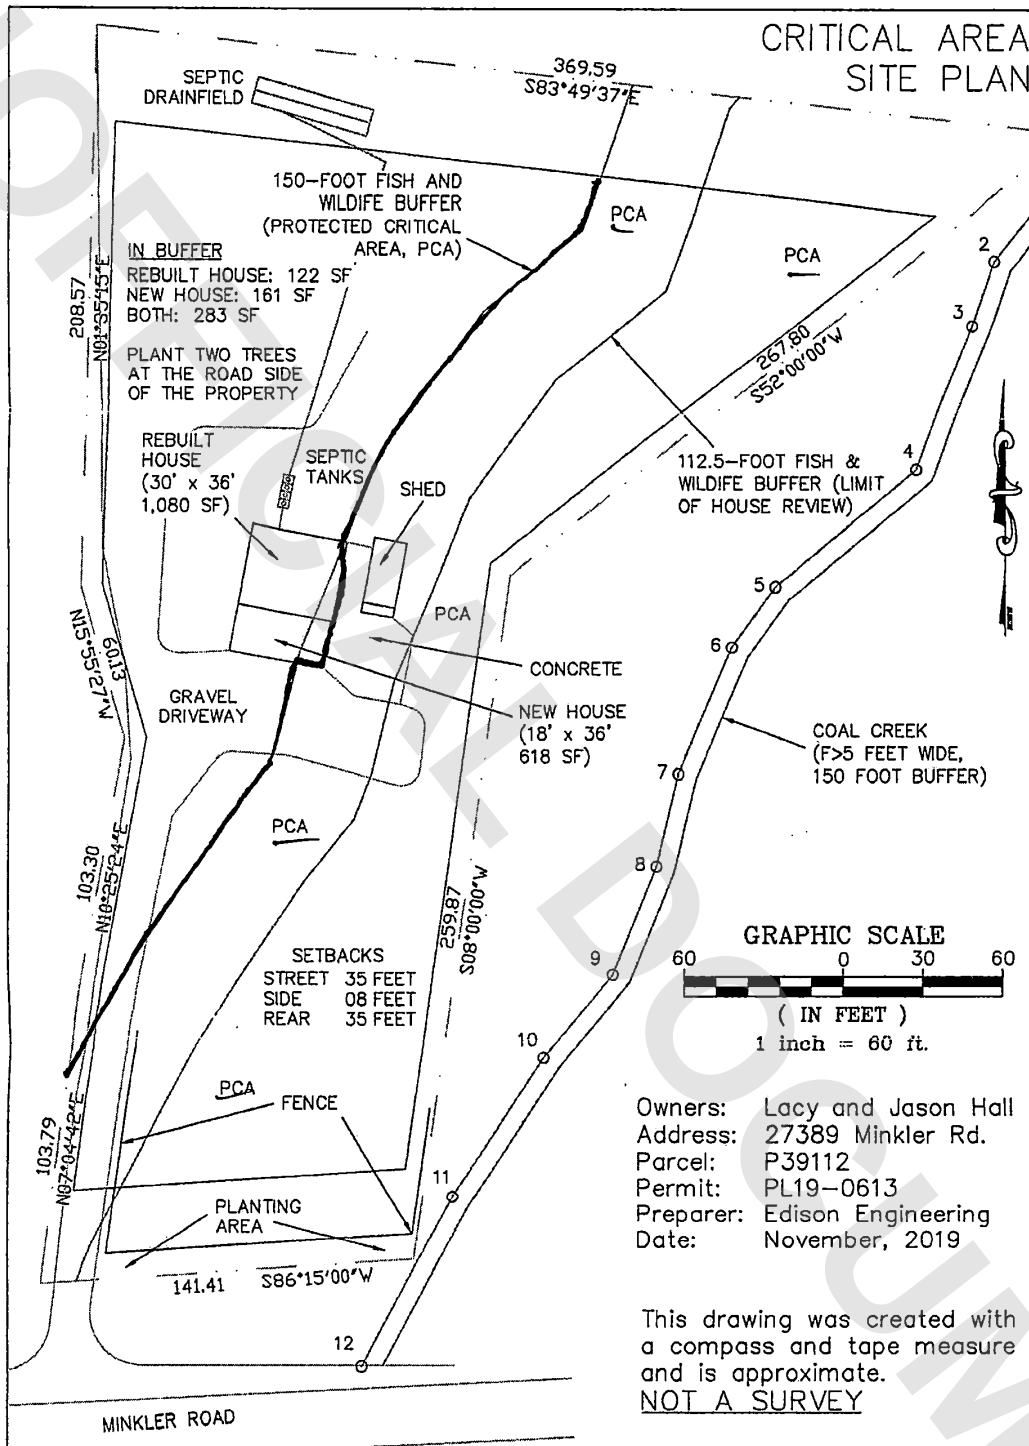 CRITICAL AREA
SITE PLAN
369.59
S83°49'37"E
SEPTIC
DRAINFIELD
150-FOOT FISH AND
WILDIFE BUFFER
(PROTECTED CRITICAL
AREA, PCA)
PCA
PCA
IN BUFFER
REBUILT HOUSE: 122 SF
NEW HOUSE: 161 SF
BOTH: 283 SF
PLANT TWO TREES
AT THE ROAD SIDE
OF THE PROPERTY
208.57
N01°35'15"E
2
3
267.80
S52°00'00"W
REBUILT
HOUSE
(30' x 36'
1,080 SF)
SEPTIC
TANKS
SHED
112.5-FOOT FISH &
WILDIFE BUFFER (LIMIT
OF HOUSE REVIEW)
4
5
6
PCA
60.13
N15°55'27"W
CONCRETE
GRAVEL
DRIVEWAY
NEW HOUSE
(18' x 36'
618 SF)
COAL CREEK
(F>5 FEET WIDE,
150 FOOT BUFFER)
7
PCA
8
103.30
N10°25'24"E
259.87
S08°00'00"W
SETBACKS
STREET 35 FEET
SIDE 08 FEET
REAR 35 FEET
9
GRAPHIC SCALE
60 0 30 60
( IN FEET )
1 inch = 60 ft.
10
PCA
FENCE
103.79
N07°04'42"E
11
PLANTING
AREA
141.41 S86°15'00"W
12
Owners: Lacy and Jason Hall
Address: 27389 Minkler Rd.
Parcel: P39112
Permit: PL19-0613
Preparer: Edison Engineering
Date: November, 2019
This drawing was created with
a compass and tape measure
and is approximate.
NOT A SURVEY
MINKLER ROAD
OFFICIAL DOCUM